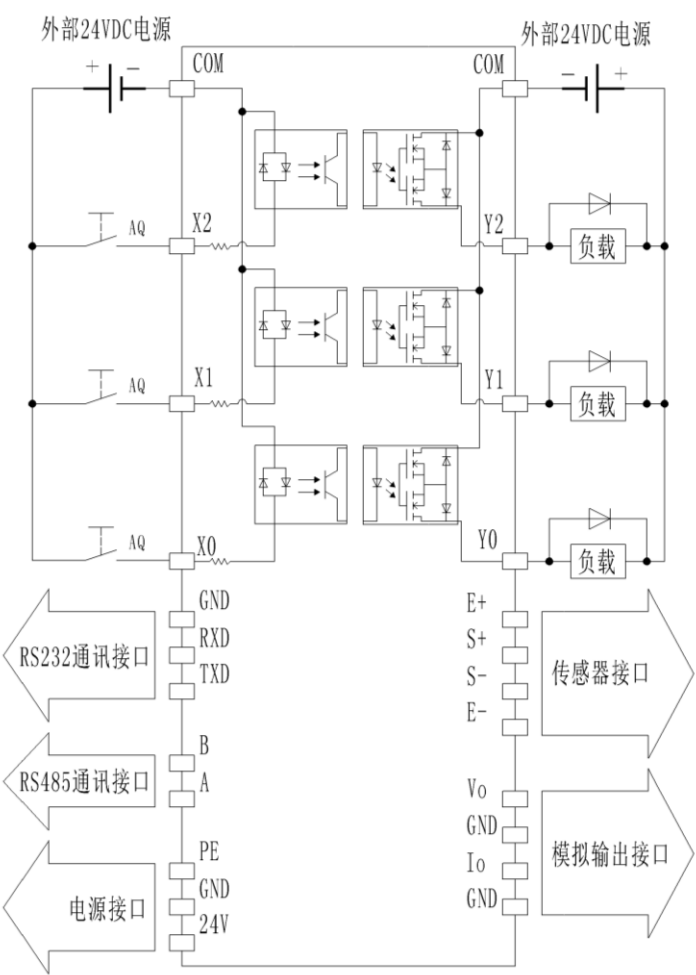 外部24VDC电源
外部24VDC电源
+ -
COM
COM
- +
AQ
X2
Y2
负载
AQ
X1
Y1
负载
AQ
X0
Y0
负载
GND
RXD
TXD
RS232通讯接口
E+
S+
S-
E-
传感器接口
B
A
RS485通讯接口
Vo
GND
Io
GND
模拟输出接口
PE
GND
24V
电源接口